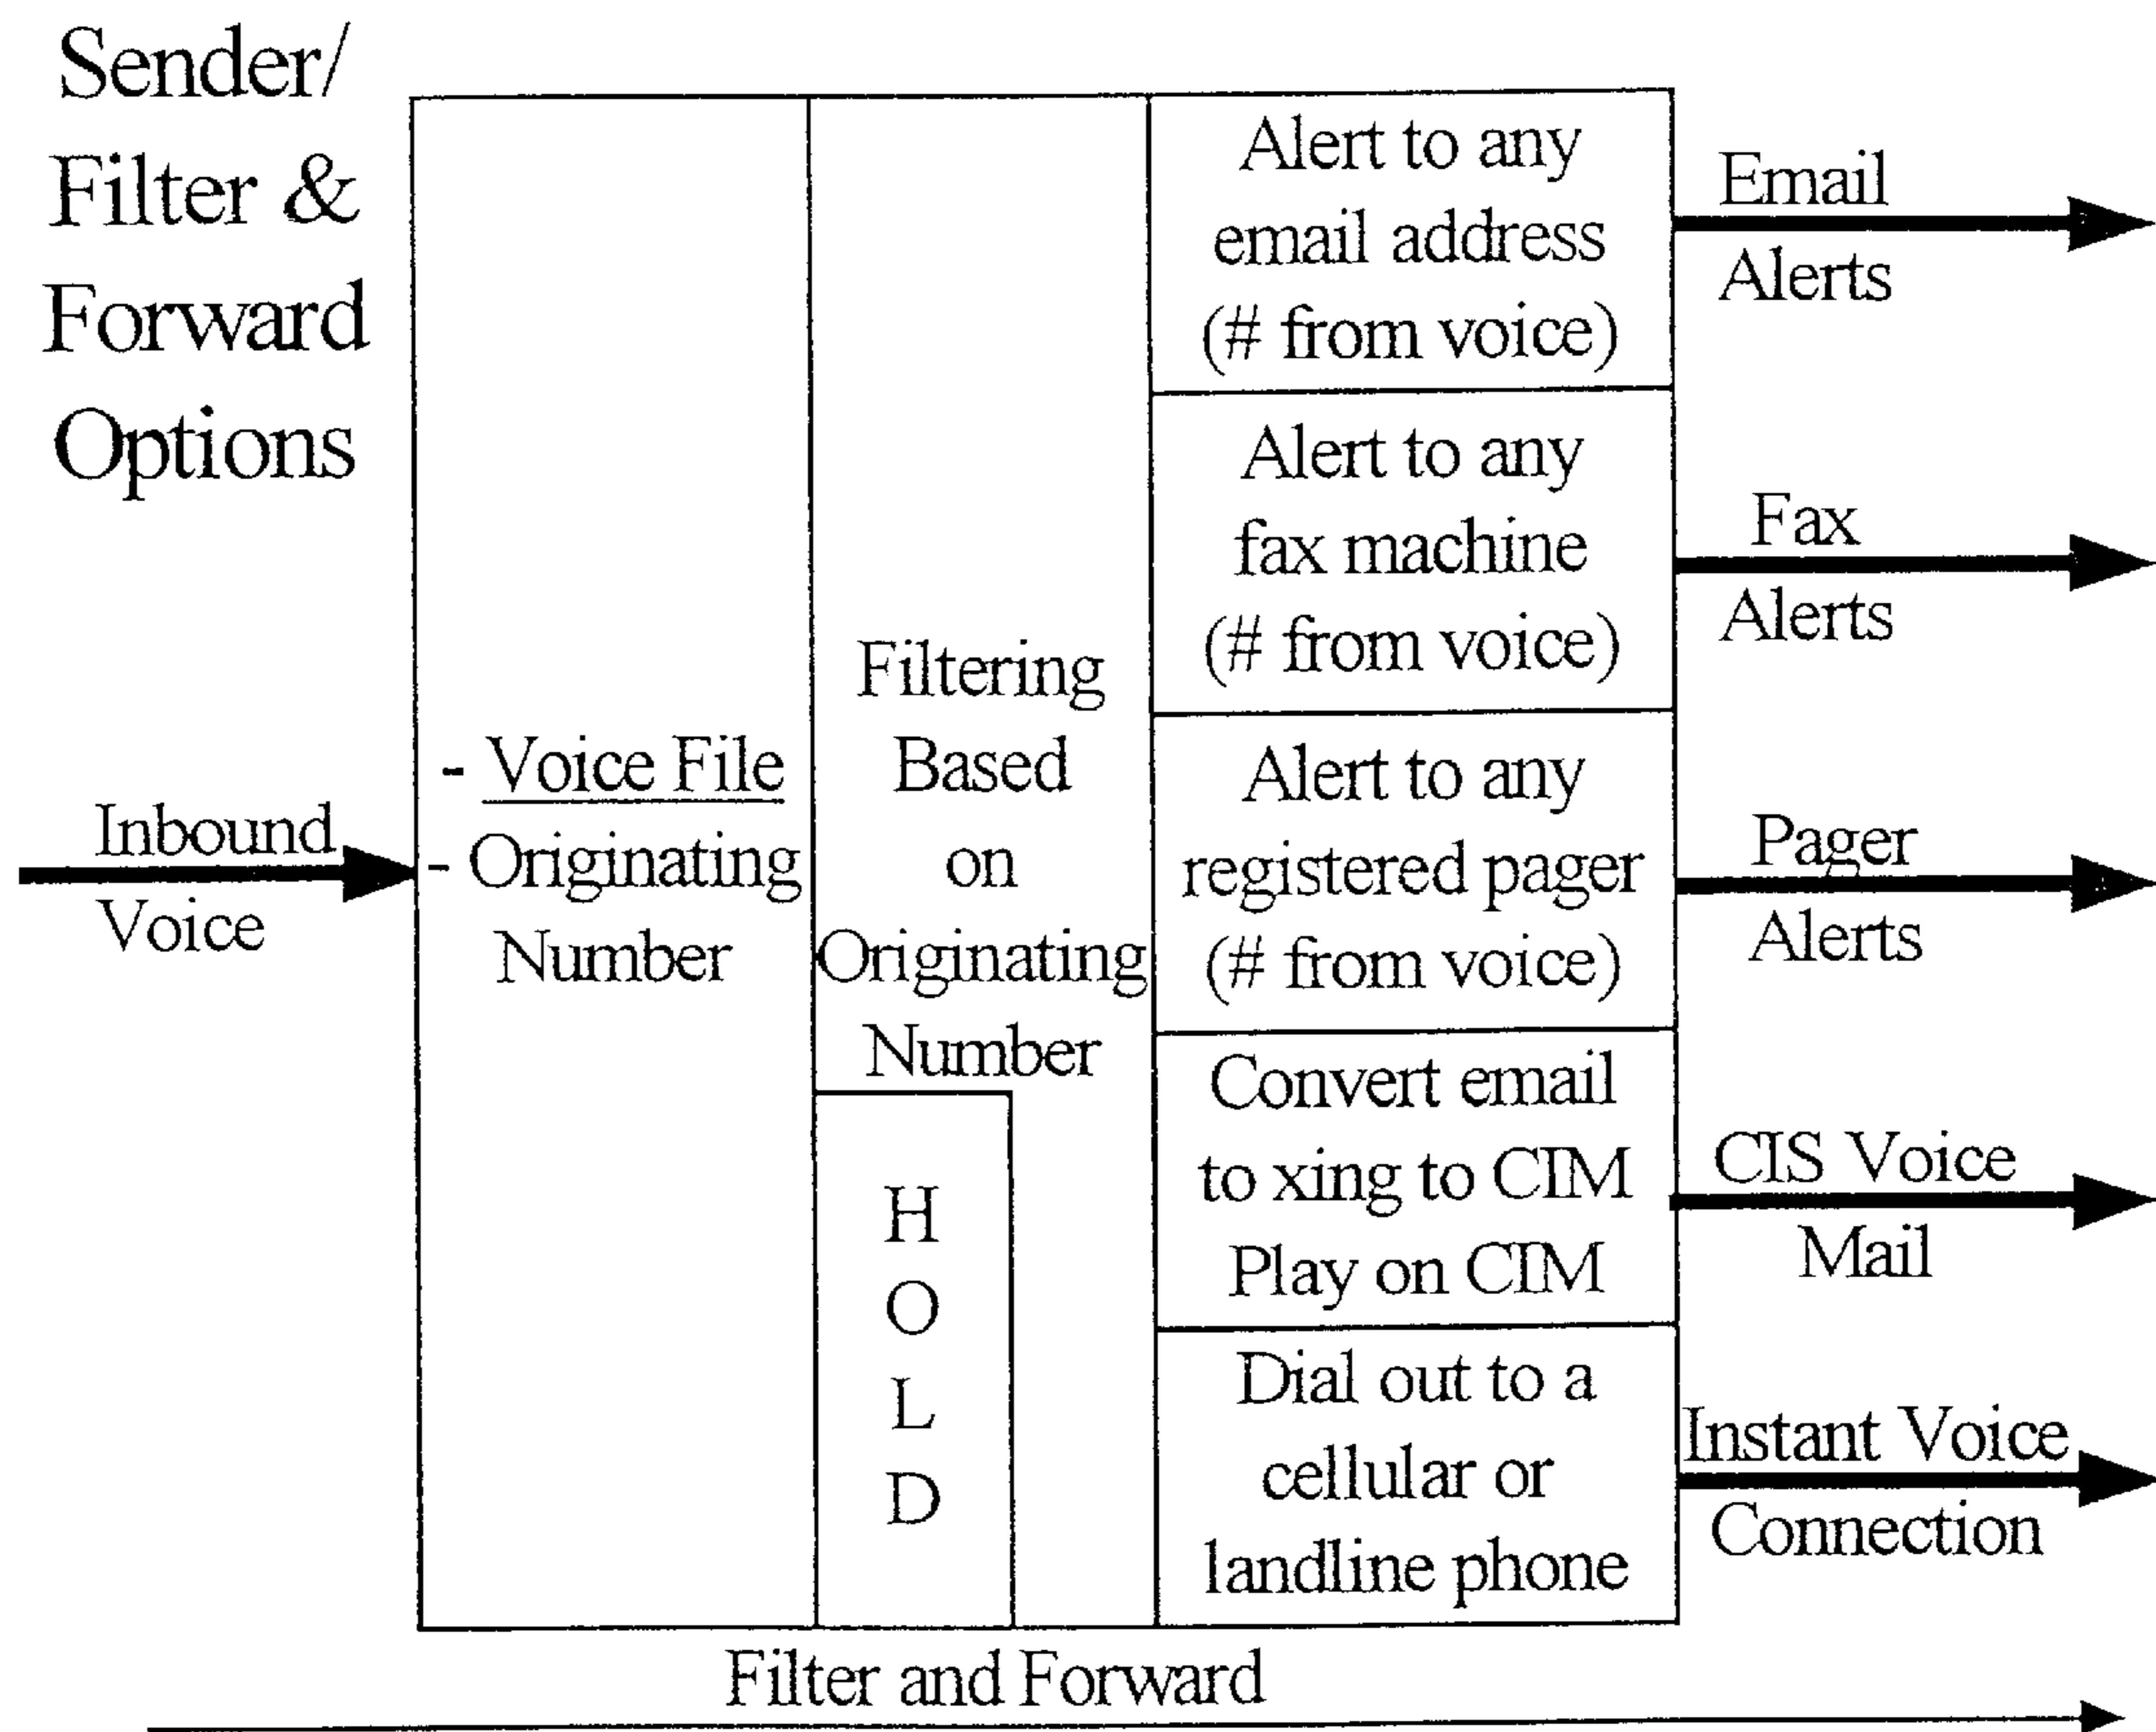 Sender/
Filter &
Forward
Options
Inbound
Voice
- Voice File
- Originating
Number
Filtering
Based
on
Originating
Number
H
O
L
D
Alert to any
email address
(# from voice)
Alert to any
fax machine
(# from voice)
Alert to any
registered pager
(# from voice)
Convert email
to xing to CIM
Play on CIM
Dial out to a
cellular or
landline phone
Email
Alerts
Fax
Alerts
Pager
Alerts
CIS Voice
Mail
Instant Voice
Connection
Filter and Forward